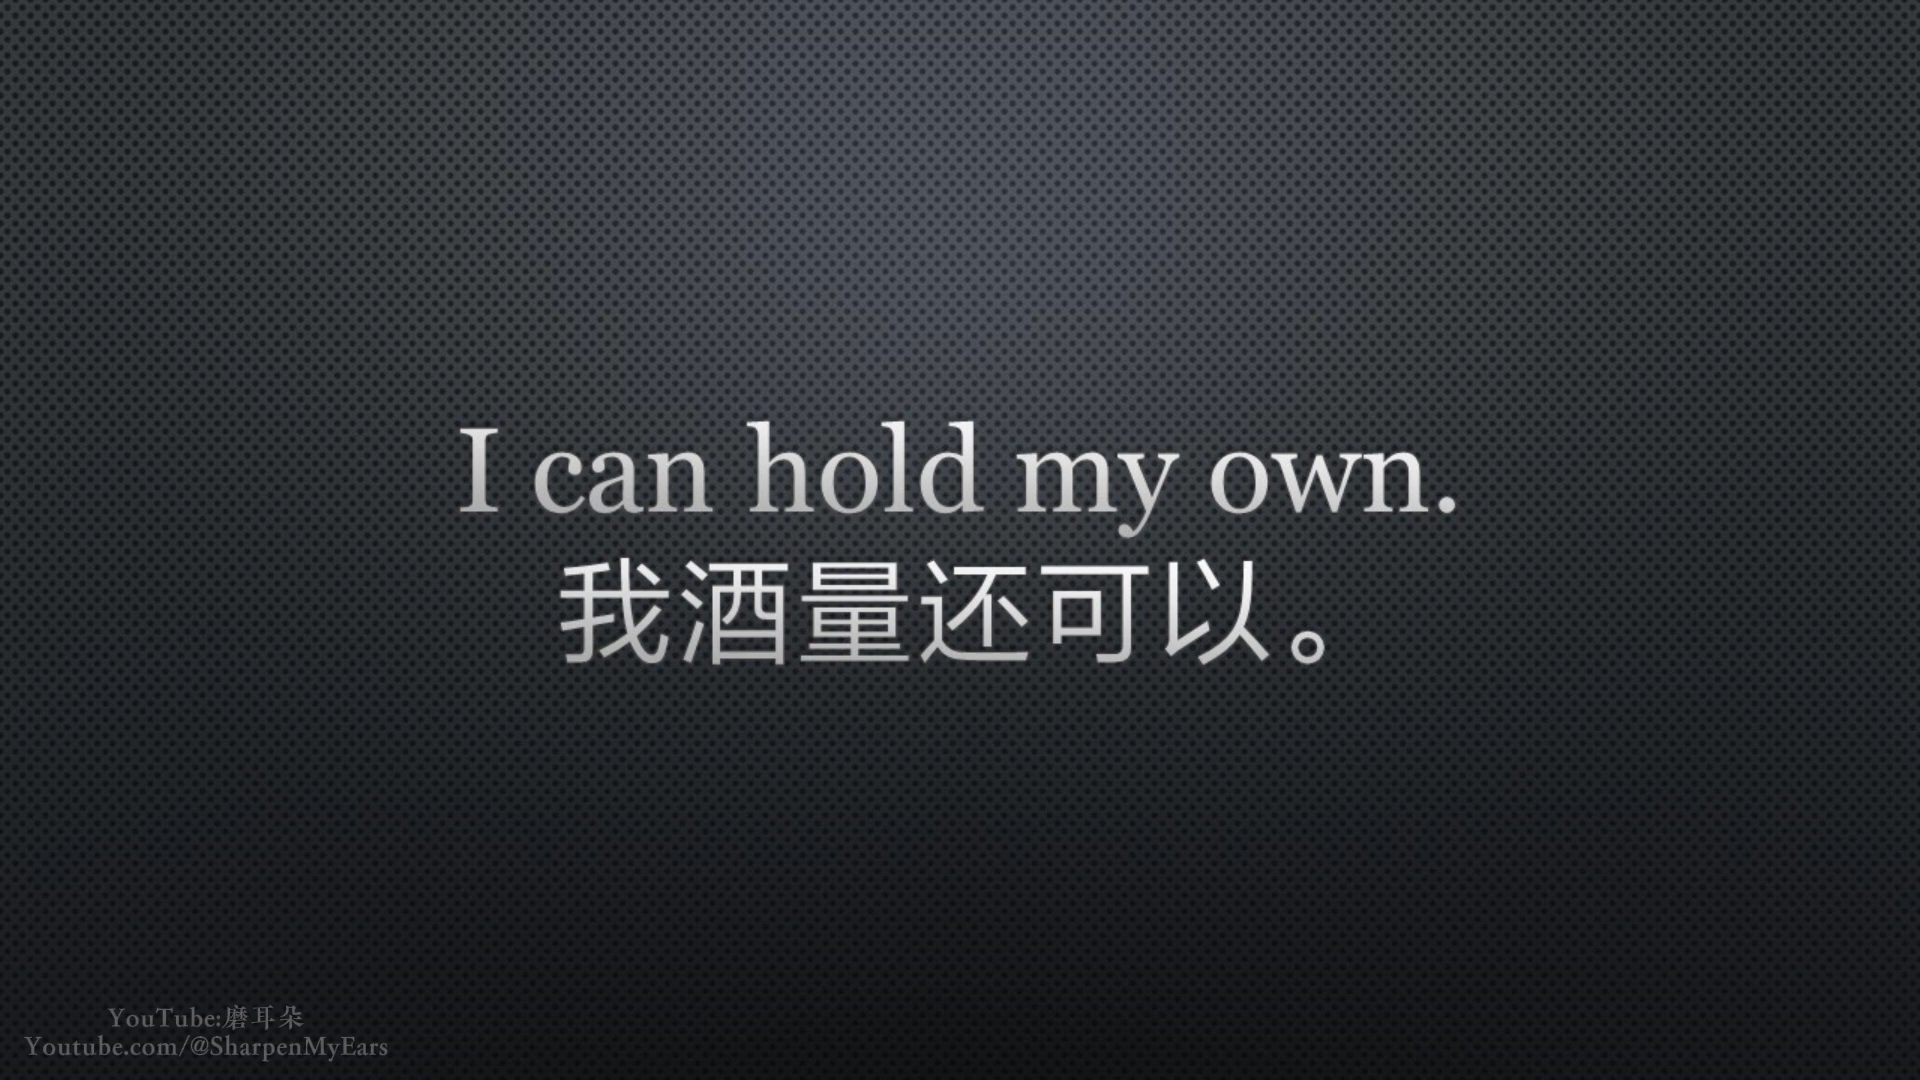 I can hold my own.
我酒量还可以。
YouTube:磨耳朵
Youtube.com/@SharpenMyEars